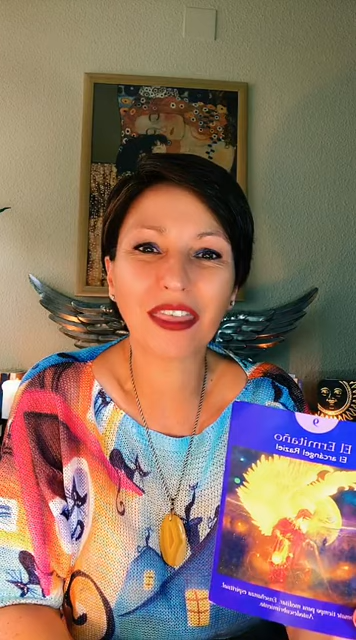 9
El Ermitaño
El arcángel Raziel
tiempo para meditar. Enseñanza espiritual
Autodescubrimiento